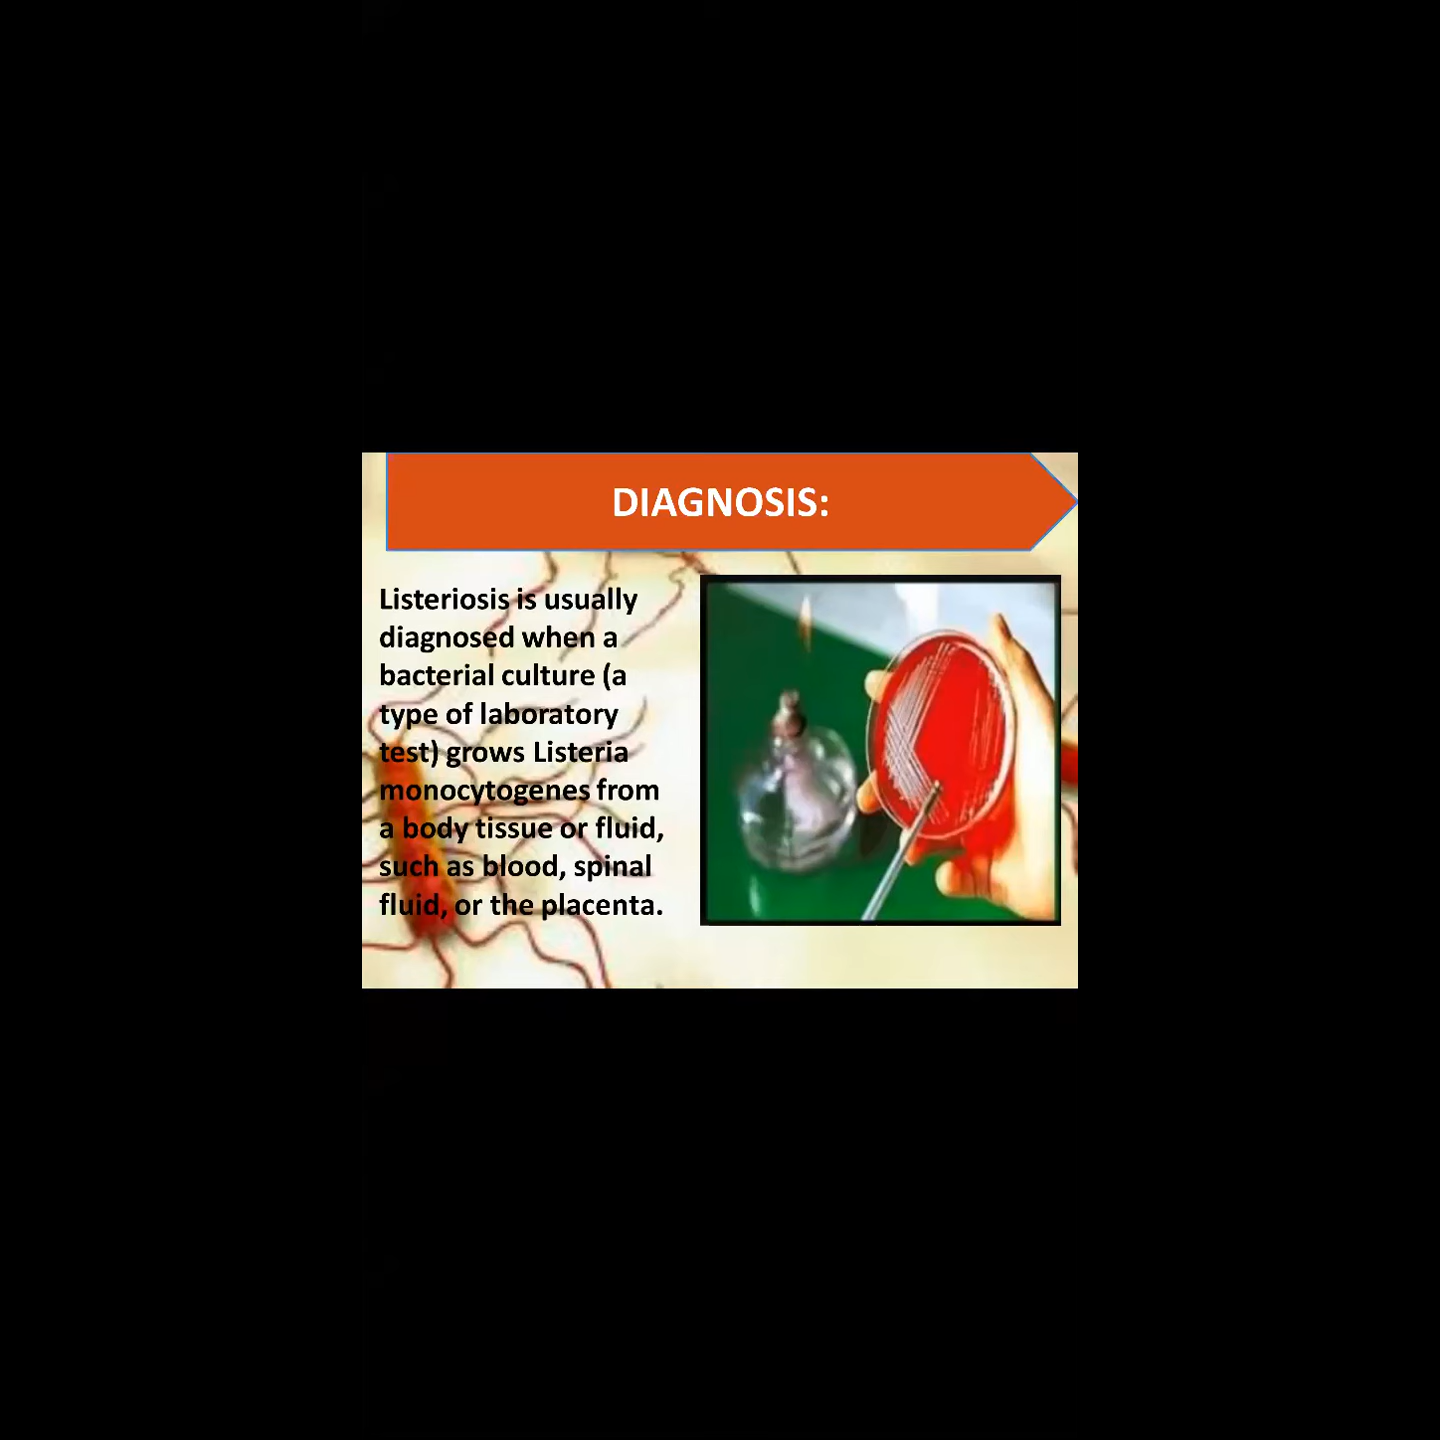 DIAGNOSIS:
Listeriosis is usually
diagnosed when a
bacterial culture (a
type of laboratory
test) grows Listeria
monocytogenes from
a body tissue or fluid,
such as blood, spinal
fluid, or the placenta.